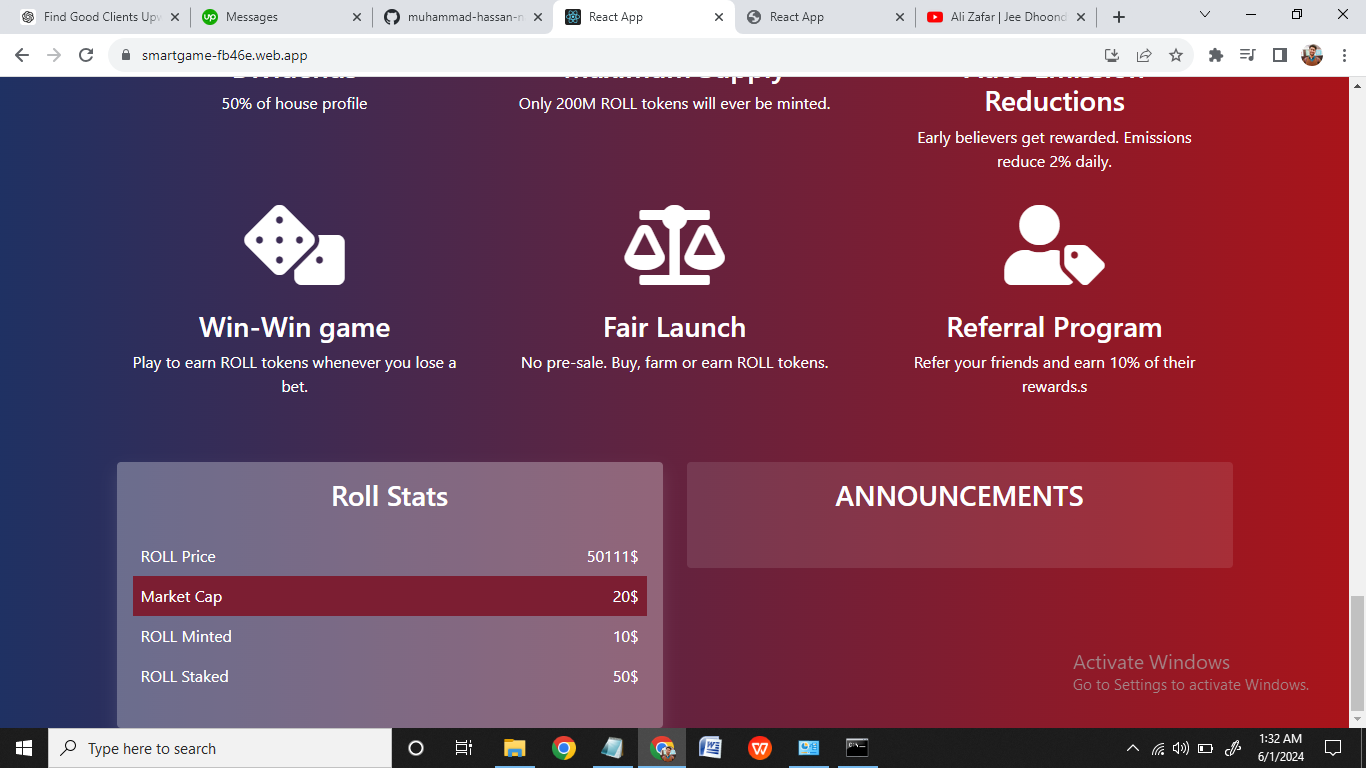 Find Good Clients Upw
Messages
muhammad-hassan-n
React App
React App
Ali Zafar | Jee Dhoond
smartgame-fb46e.web.app
50% of house profile
Only 200M ROLL tokens will ever be minted.
Reductions
Early believers get rewarded. Emissions
reduce 2% daily.
Win-Win game
Play to earn ROLL tokens whenever you lose a
bet.
Fair Launch
No pre-sale. Buy, farm or earn ROLL tokens.
Referral Program
Refer your friends and earn 10% of their
rewards.s
Roll Stats
ROLL Price 50111$
Market Cap 20$
ROLL Minted 10$
ROLL Staked 50$
ANNOUNCEMENTS
Activate Windows
Go to Settings to activate Windows.
Type here to search
1:32 AM
6/1/2024